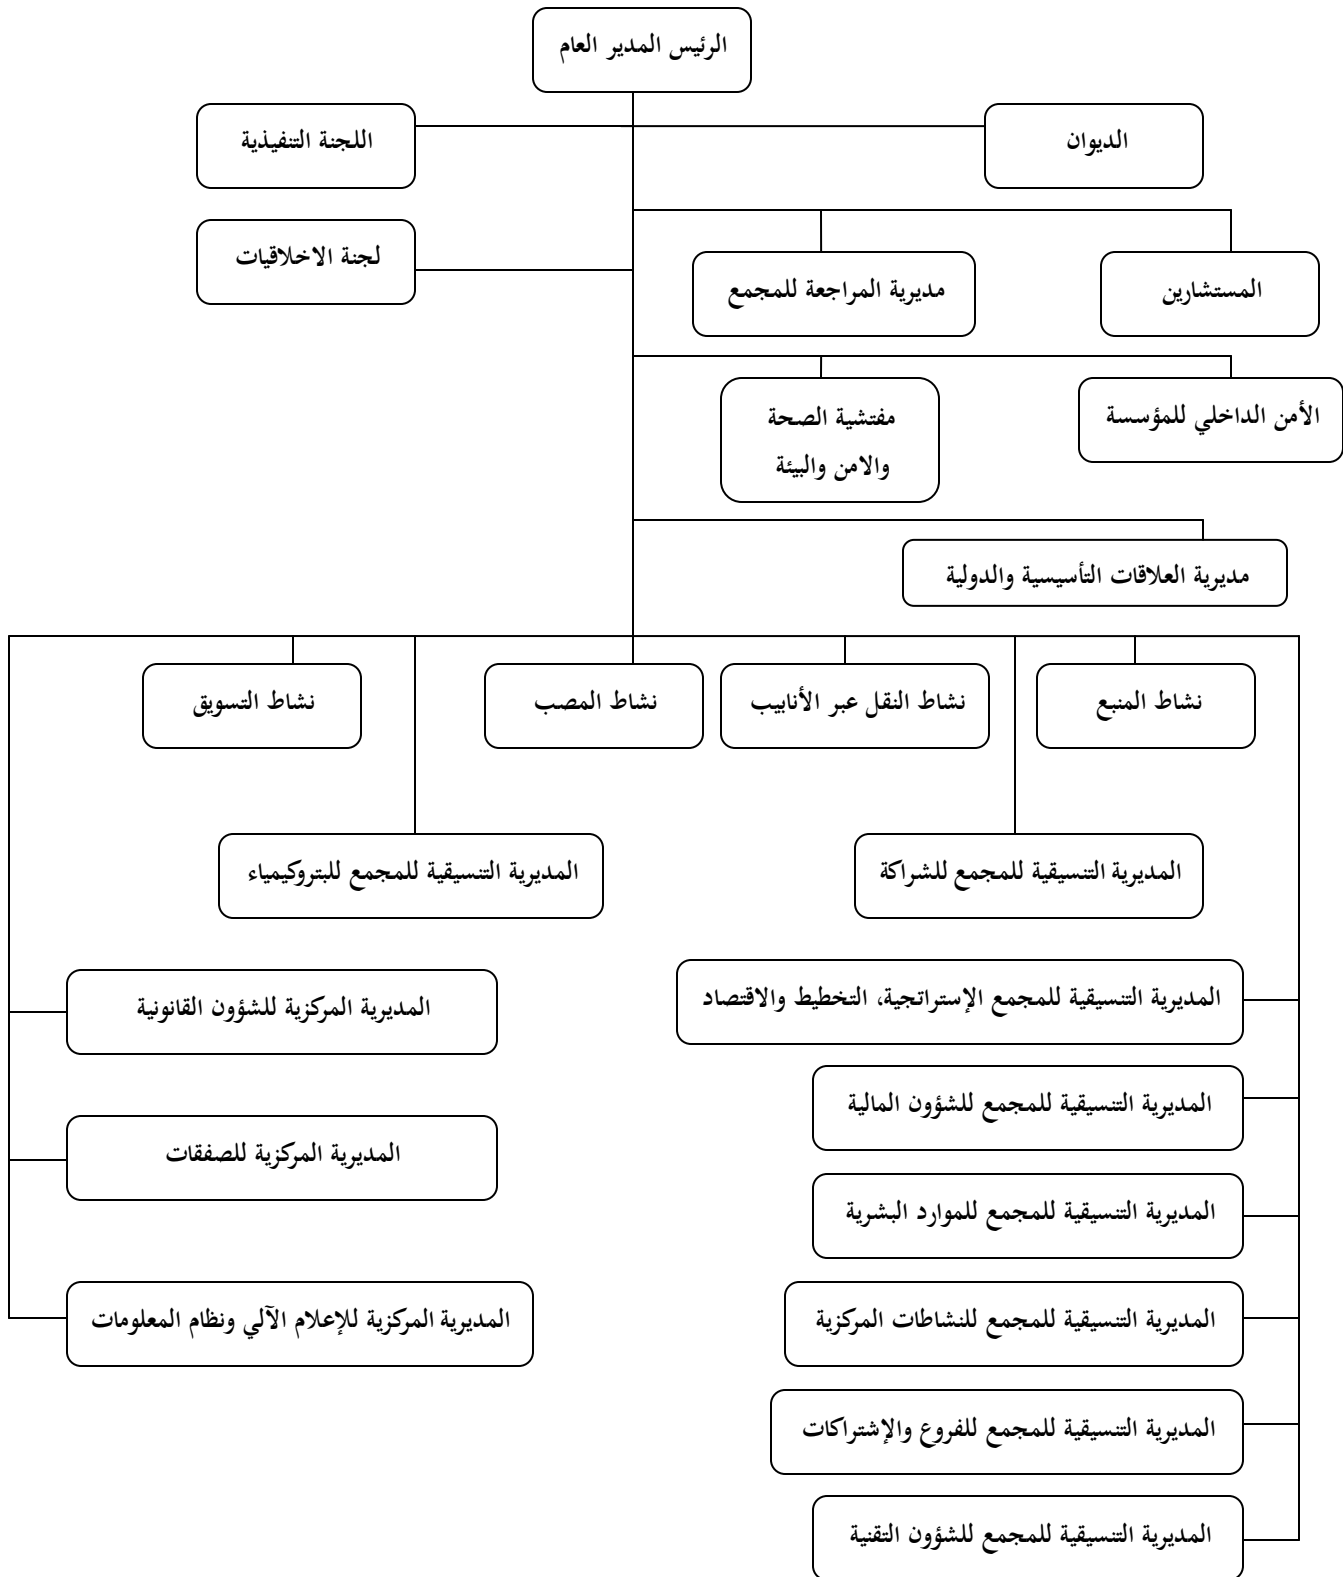 الرئيس المدير العام
الديوان
اللجنة التنفيذية
لجنة الاخلاقيات
المستشارين
مديرية المراجعة للمجمع
الأمن الداخلي للمؤسسة
مفتشية الصحة
والامن والبيئة
مديرية العلاقات التأسيسية والدولية
نشاط المنبع
نشاط النقل عبر الأنابيب
نشاط المصب
نشاط التسويق
المديرية التنسيقية للمجمع للشراكة
المديرية التنسيقية للمجمع للبتروكيمياء
المديرية التنسيقية للمجمع الإستراتجية، التخطيط والاقتصاد
المديرية التنسيقية للمجمع للشؤون المالية
المديرية التنسيقية للمجمع للموارد البشرية
المديرية التنسيقية للمجمع للنشاطات المركزية
المديرية التنسيقية للمجمع للفروع والإشتراكات
المديرية التنسيقية للمجمع للشؤون التقنية
المديرية المركزية للشؤون القانونية
المديرية المركزية للصفقات
المديرية المركزية للإعلام الآلي ونظام المعلومات